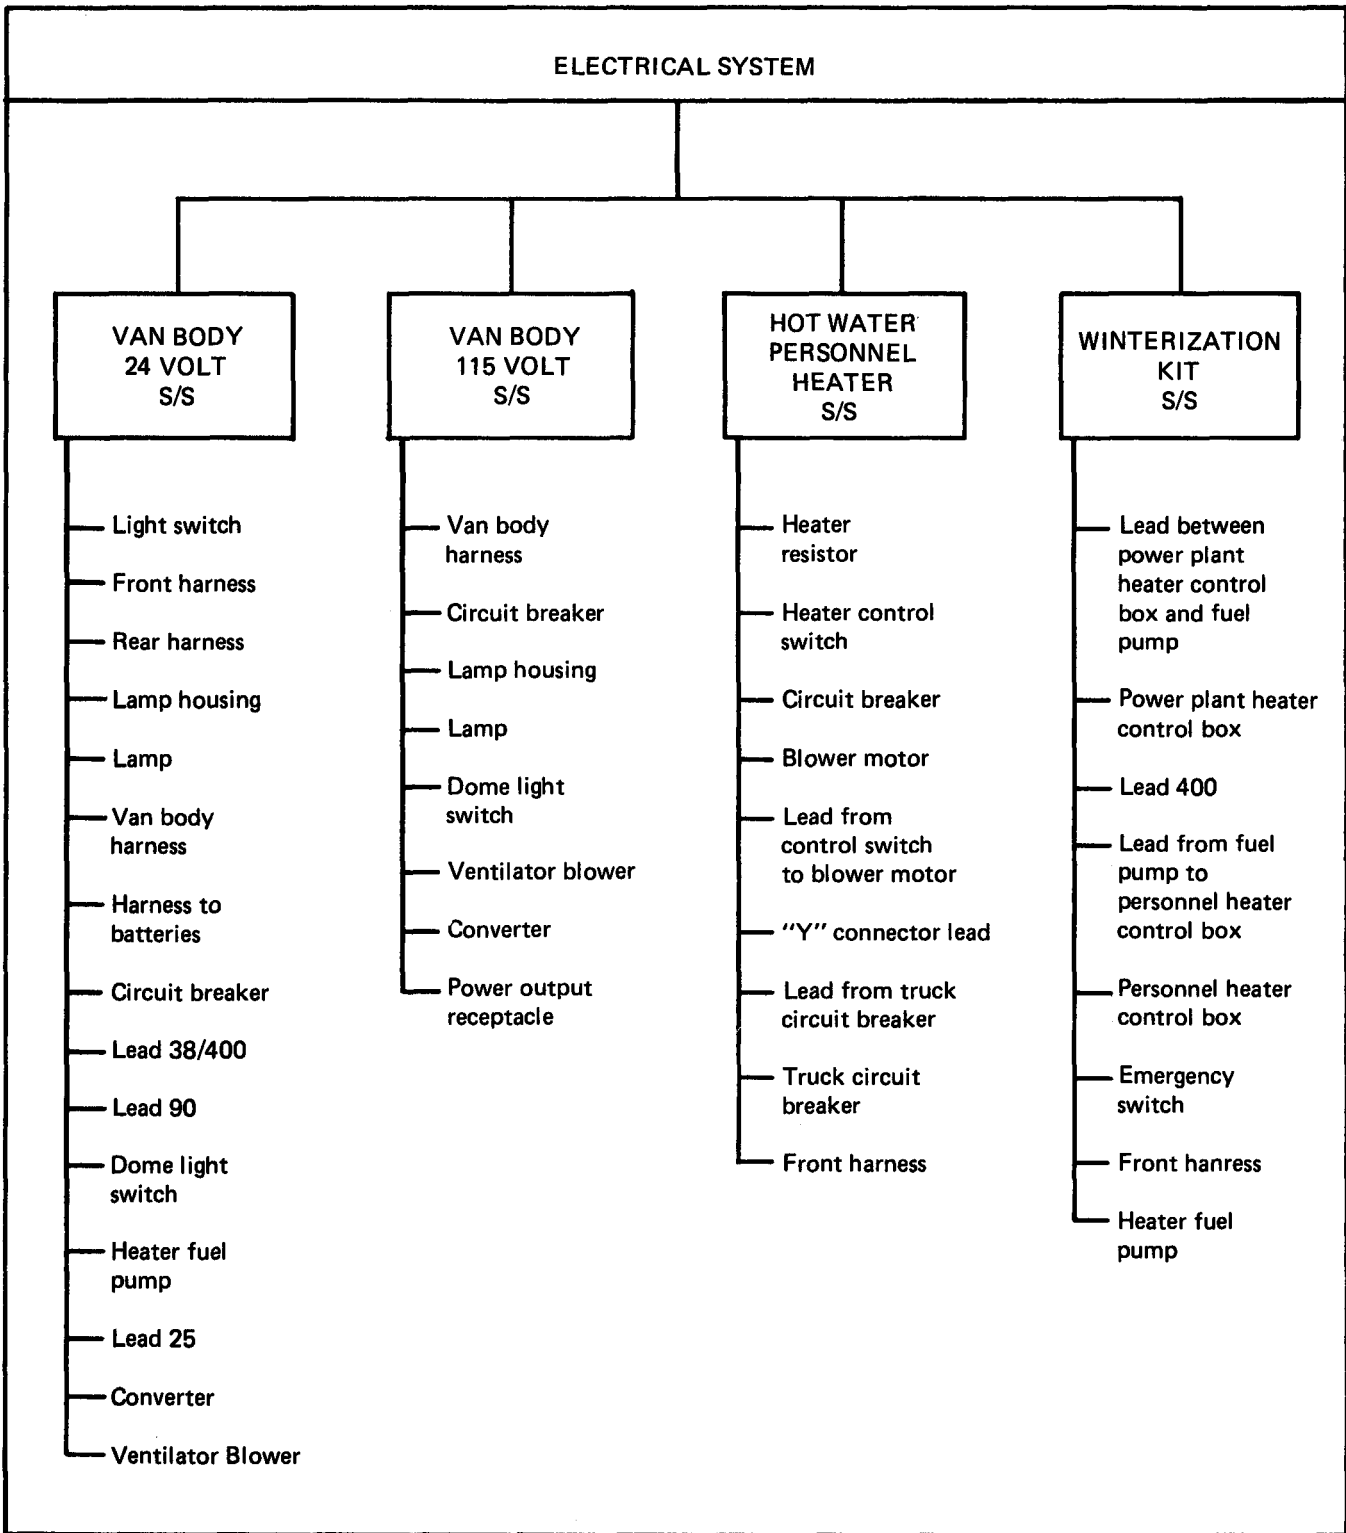 ELECTRICAL SYSTEM
VAN BODY
24 VOLT
S/S
Light switch
Front harness
Rear harness
Lamp housing
Lamp
Van body
harness
Harness to
batteries
Circuit breaker
Lead 38/400
Lead 90
Dome light
switch
Heater fuel
pump
Lead 25
Converter
Ventilator Blower
VAN BODY
115 VOLT
S/S
Van body
harness
Circuit breaker
Lamp housing
Lamp
Dome light
switch
Ventilator blower
Converter
Power output
receptacle
HOT WATER
PERSONNEL
HEATER
S/S
Heater
resistor
Heater control
switch
Circuit breaker
Blower motor
Lead from
control switch
to blower motor
"Y" connector lead
Lead from truck
circuit breaker
Truck circuit
breaker
Front harness
WINTERIZATION
KIT
S/S
Lead between
power plant
heater control
box and fuel
pump
Power plant heater
control box
Lead 400
Lead from fuel
pump to
personnel heater
control box
Personnel heater
control box
Emergency
switch
Front hanress
Heater fuel
pump